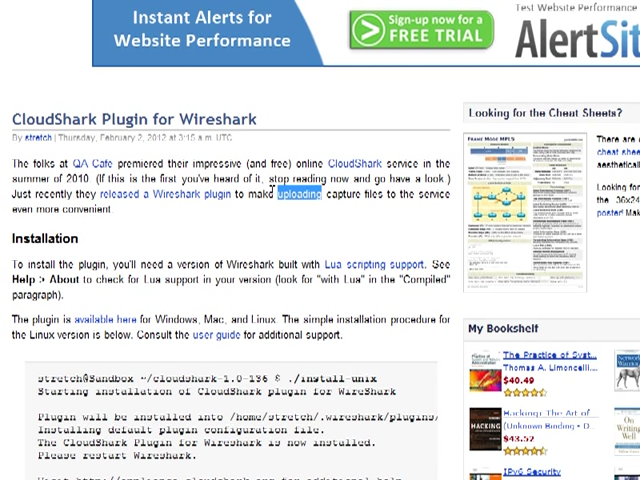 Instant Alerts for
Website Performance
Sign-up now for a
FREE TRIAL
Test Website Performance
AlertSit
CloudShark Plugin for Wireshark
By stretch | Thursday, February 2, 2012 at 3:15 a.m. UTC
The folks at QA Cafe premiered their impressive (and free) online CloudShark service in the
summer of 2010. (If this is the first you've heard of it, stop reading now and go have a look.)
Just recently they released a Wireshark plugin to make uploading capture files to the service
even more convenient.
Installation
To install the plugin, you'll need a version of Wireshark built with Lua scripting support. See
Help > About to check for Lua support in your version (look for "with Lua" in the "Compiled"
paragraph).
The plugin is available here for Windows, Mac, and Linux. The simple installation procedure for
the Linux version is below. Consult the user guide for additional support.
stretch@Sandbox ~/cloudshark-1.0-136 $ ./install-unix
Starting installation of CloudShark plugin for WireShark
Plugin will be installed into /home/stretch/.wireshark/plugins/
Installing default plugin configuration file.
The CloudShark Plugin for Wireshark is now installed.
Please restart Wireshark.
Looking for the Cheat Sheets?
There are
cheat shee
aesthetical
Looking for
the 36x24
poster! Ma
My Bookshelf
The Practice of Syst...
Thomas A. Limoncelli...
$40.49
Hacking: The Art of ...
(Unknown Binding • D...
$43.52
IPv6 Security